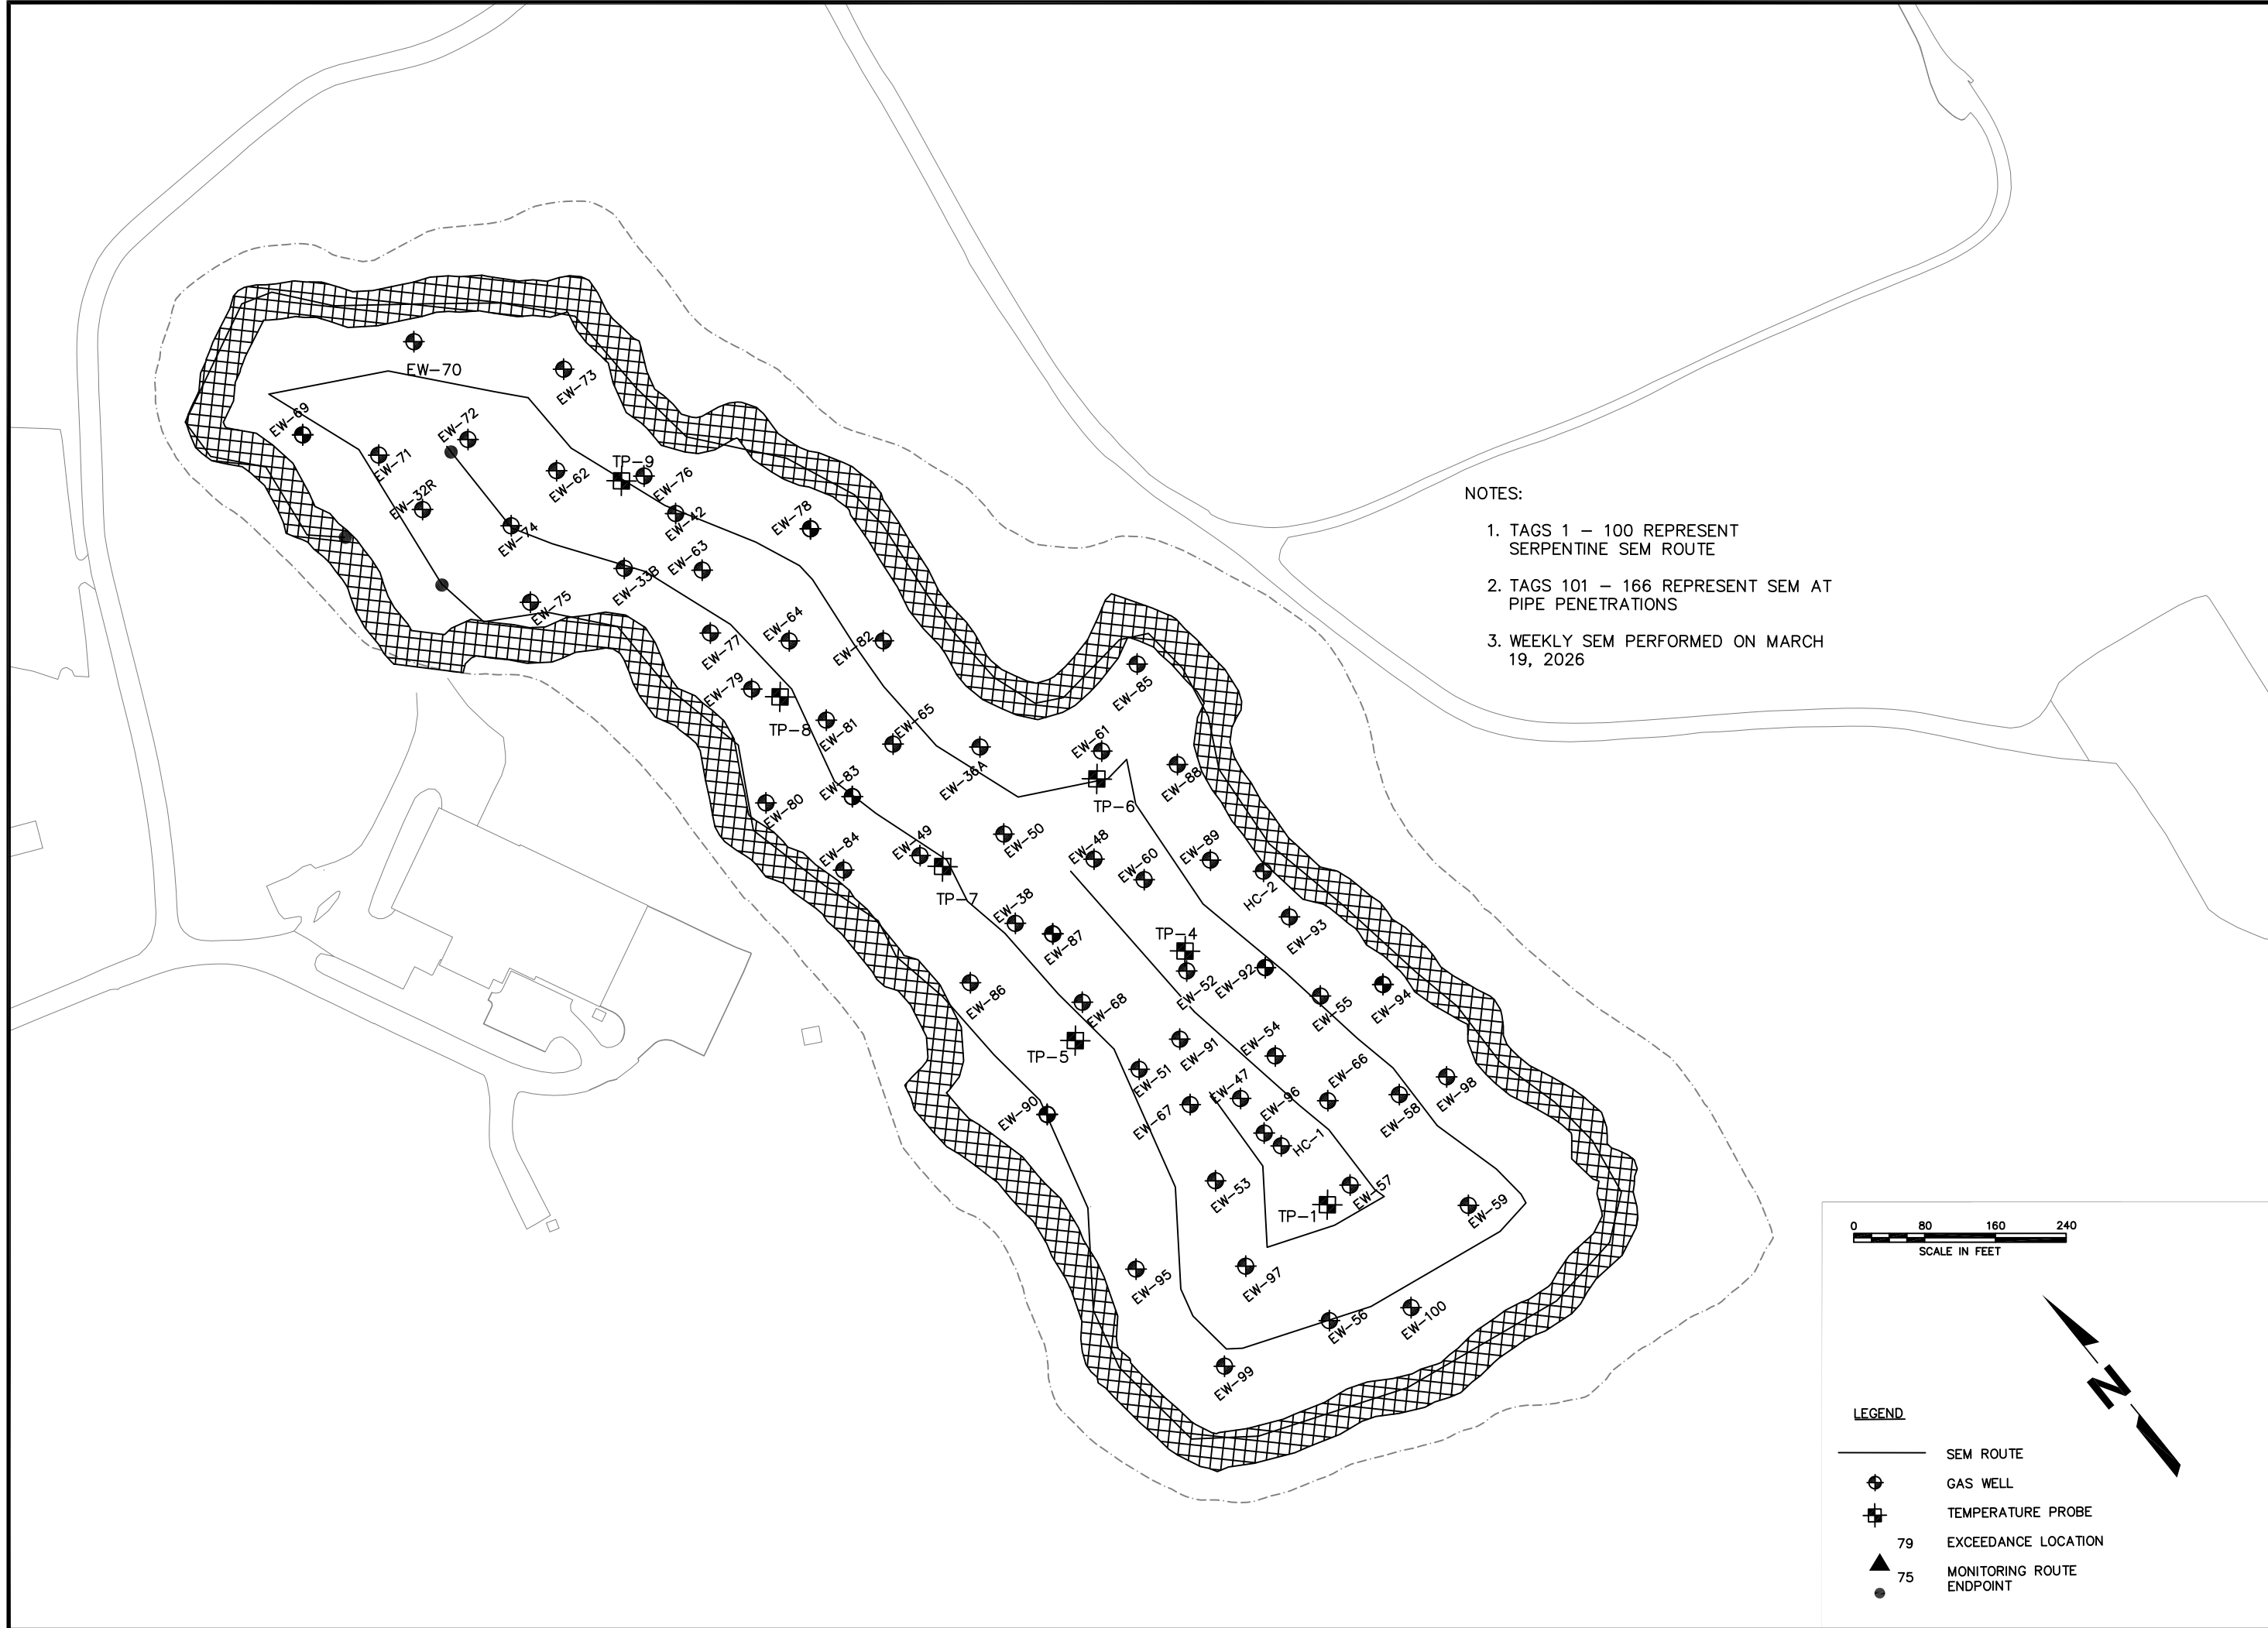 EW-70
EW-73
EW-69
EW-72
EW-71
EW-62
TP-9
EW-76
EW-32R
EW-74
EW-42
EW-78
EW-63
EW-33B
EW-75
EW-77
EW-64
EW-82
EW-79
TP-8
EW-81
EW-65
EW-36A
EW-61
EW-85
TP-6
EW-88
EW-80
EW-83
EW-84
EW-49
TP-7
EW-50
EW-48
EW-60
EW-89
HC-2
EW-93
EW-38
EW-87
TP-4
EW-52
EW-92
EW-55
EW-94
EW-86
EW-68
TP-5
EW-91
EW-54
EW-51
EW-47
EW-66
EW-58
EW-98
EW-90
EW-67
EW-96
HC-1
EW-53
EW-57
TP-1
EW-59
EW-95
EW-97
EW-56
EW-100
EW-99
NOTES:
1. TAGS 1 – 100 REPRESENT
SERPENTINE SEM ROUTE
2. TAGS 101 – 166 REPRESENT SEM AT
PIPE PENETRATIONS
3. WEEKLY SEM PERFORMED ON MARCH
19, 2026
0 80 160 240
SCALE IN FEET
N
LEGEND
SEM ROUTE
GAS WELL
TEMPERATURE PROBE
79 EXCEEDANCE LOCATION
75 MONITORING ROUTE
ENDPOINT